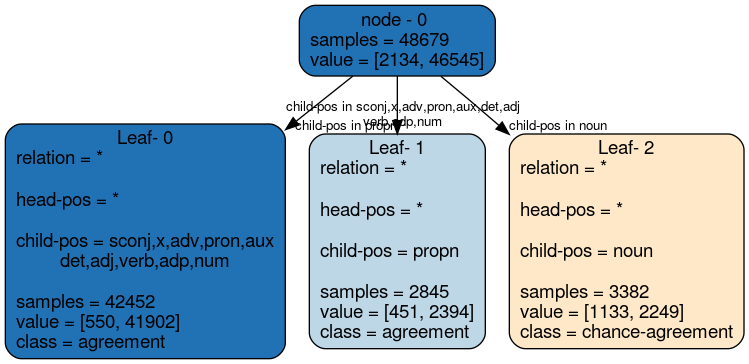 node - 0
samples = 48679
value = [2134, 46545]
child-pos in sconj,x,adv,pron,aux,det,adj
verb,adp,num
child-pos in propn
child-pos in noun
Leaf- 0
relation = *
head-pos = *
child-pos = sconj,x,adv,pron,aux
det,adj,verb,adp,num
samples = 42452
value = [550, 41902]
class = agreement
Leaf- 1
relation = *
head-pos = *
child-pos = propn
samples = 2845
value = [451, 2394]
class = agreement
Leaf- 2
relation = *
head-pos = *
child-pos = noun
samples = 3382
value = [1133, 2249]
class = chance-agreement